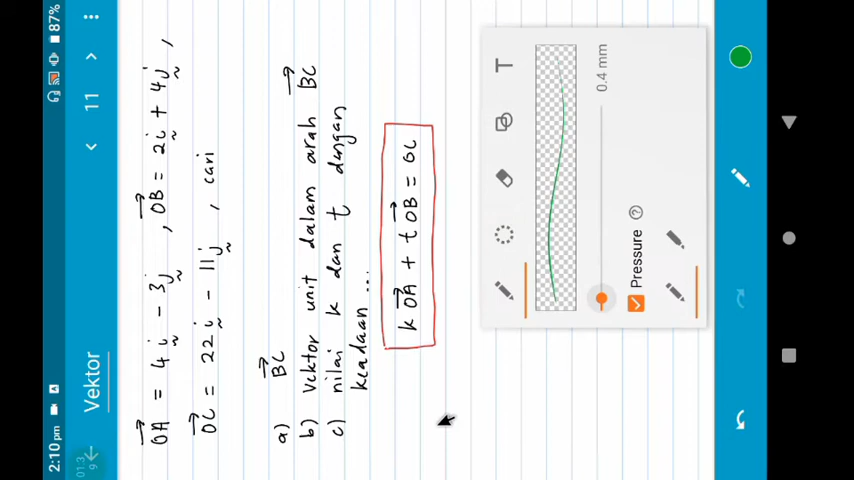 2:10 pm
87%
Vektor
11
OA = 4i - 3j , OB = 2i + 4j ,
OC = 22i - 11j , cari
a) BC
b) vektor unit dalam arah BC
c) nilai k dan t dengan
keadaan ...
k OA + t OB = OC
T
0.4 mm
Pressure